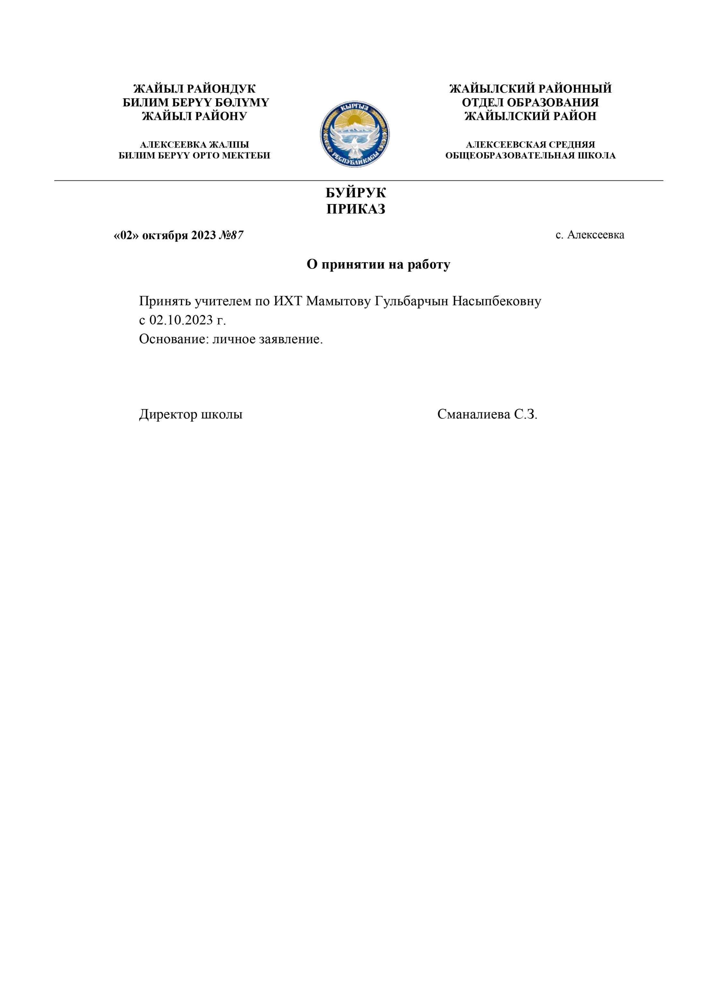 ЖАЙЫЛ РАЙОНДУК
БИЛИМ БЕРҮҮ БӨЛҮМҮ
ЖАЙЫЛ РАЙОНУ
АЛЕКСЕЕВКА ЖАЛПЫ
БИЛИМ БЕРҮҮ ОРТО МЕКТЕБИ
КЫРГЫЗ
РЕСПУБЛИКАСЫ
ЖАЙЫЛСКИЙ РАЙОННЫЙ
ОТДЕЛ ОБРАЗОВАНИЯ
ЖАЙЫЛСКИЙ РАЙОН
АЛЕКСЕЕВСКАЯ СРЕДНЯЯ
ОБЩЕОБРАЗОВАТЕЛЬНАЯ ШКОЛА
БУЙРУК
ПРИКАЗ
«02» октября 2023 №87
с. Алексеевка
О принятии на работу
Принять учителем по ИХТ Мамытову Гульбарчын Насыпбековну
с 02.10.2023 г.
Основание: личное заявление.
Директор школы Сманалиева С.З.